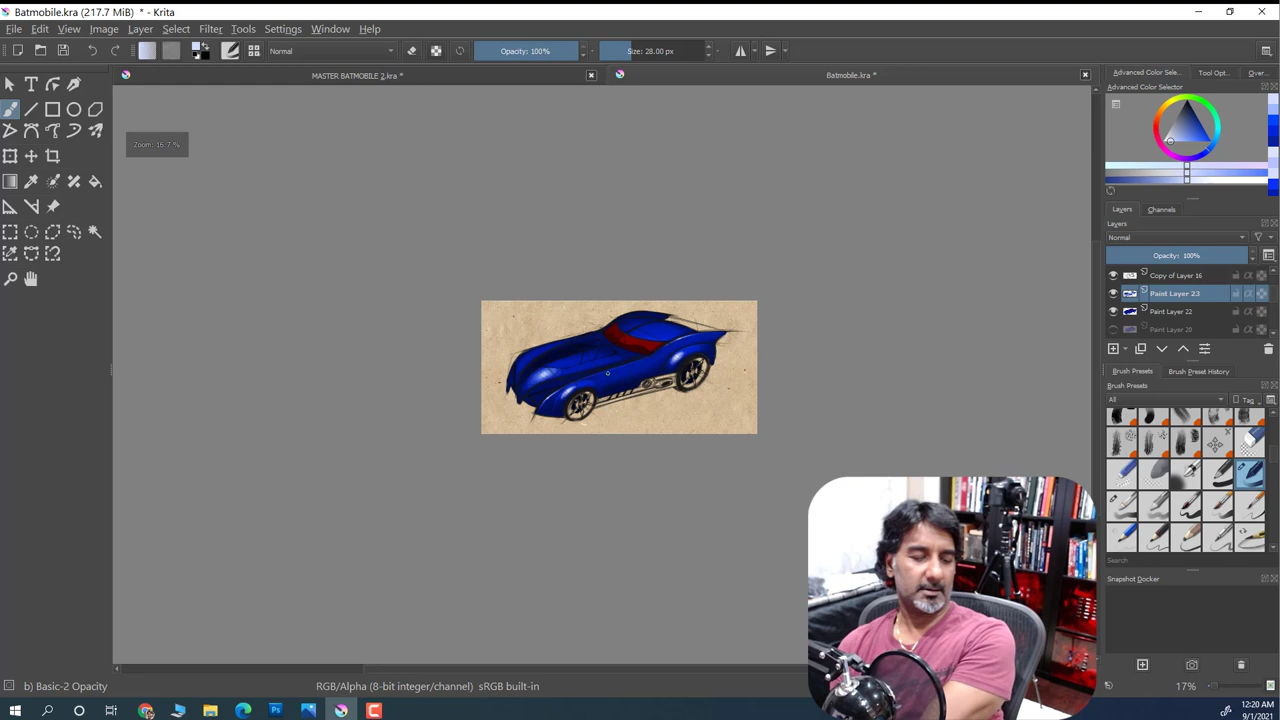 Batmobile.kra (217.7 MiB) * - Krita
File Edit View Image Layer Select Filter Tools Settings Window Help
Normal
Opacity: 100%
Size: 28.00 px
MASTER BATMOBILE 2.kra *
Batmobile.kra *
Advanced Color Sele...
Tool Opt...
Over...
Advanced Color Selector
Zoom: 16.7 %
Layers
Channels
Layers
Normal
Opacity: 100%
Copy of Layer 16
Paint Layer 23
Paint Layer 22
Paint Layer 20
Brush Presets
Brush Preset History
Brush Presets
All
Tag
Search
Snapshot Docker
b) Basic-2 Opacity
RGB/Alpha (8-bit integer/channel) sRGB built-in
17%
12:20 AM
9/1/2021